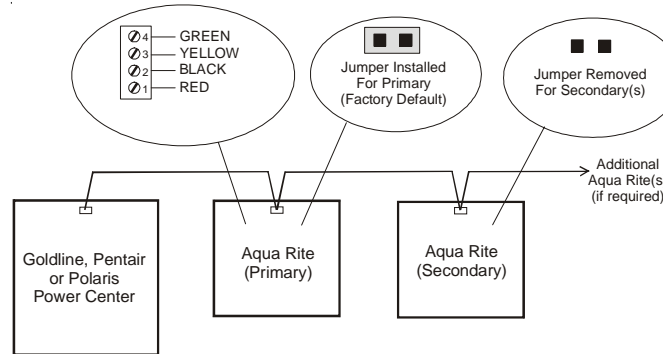 4 GREEN
3 YELLOW
2 BLACK
1 RED
Jumper Installed
For Primary
(Factory Default)
Jumper Removed
For Secondary(s)
Additional
Aqua Rite(s)
(if required)
Goldline, Pentair
or Polaris
Power Center
Aqua Rite
(Primary)
Aqua Rite
(Secondary)